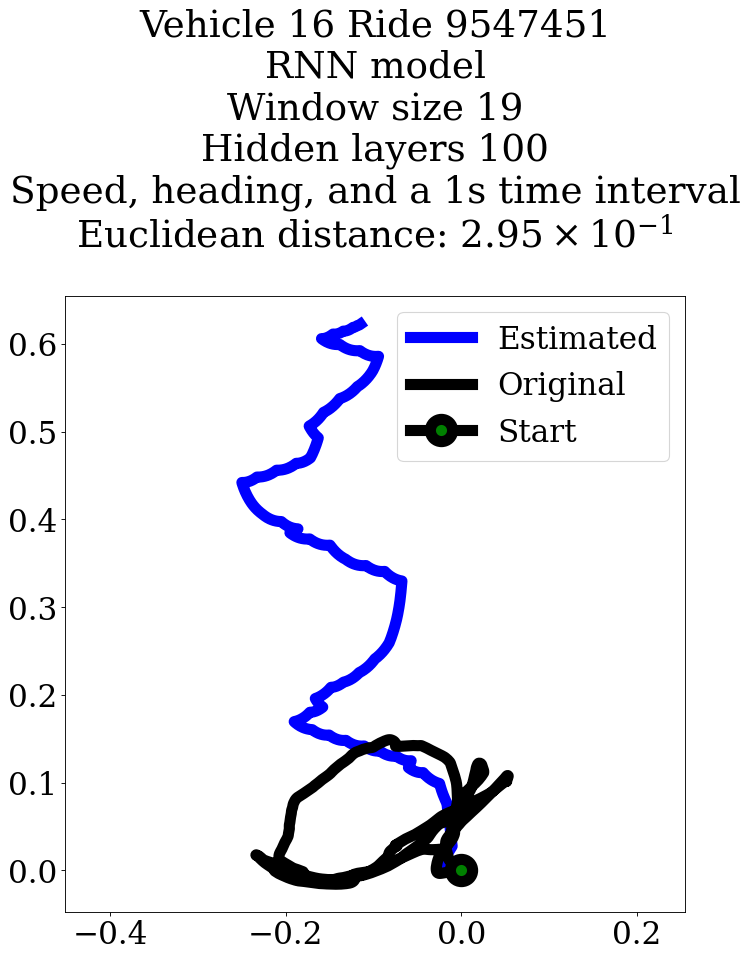 Vehicle 16 Ride 9547451
RNN model
Window size 19
Hidden layers 100
Speed, heading, and a 1s time interval
Euclidean distance: 2.95 × 10⁻¹
Estimated
Original
Start
0.6
0.5
0.4
0.3
0.2
0.1
0.0
−0.4
−0.2
0.0
0.2